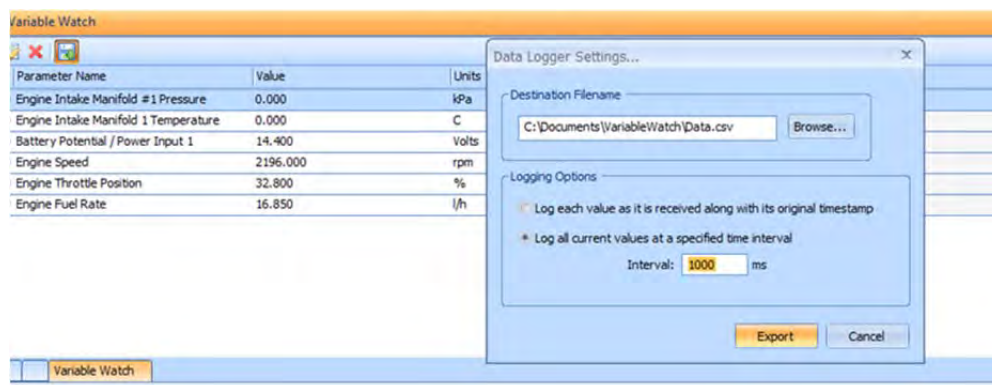 Variable Watch
Parameter Name Value Units
Engine Intake Manifold #1 Pressure 0.000 kPa
Engine Intake Manifold 1 Temperature 0.000 C
Battery Potential / Power Input 1 14.400 Volts
Engine Speed 2196.000 rpm
Engine Throttle Position 32.800 %
Engine Fuel Rate 16.850 l/h
Data Logger Settings...
Destination Filename
C:\Documents\VariableWatch\Data.csv Browse...
Logging Options
Log each value as it is received along with its original timestamp
Log all current values at a specified time interval
Interval: 1000 ms
Export Cancel
Variable Watch